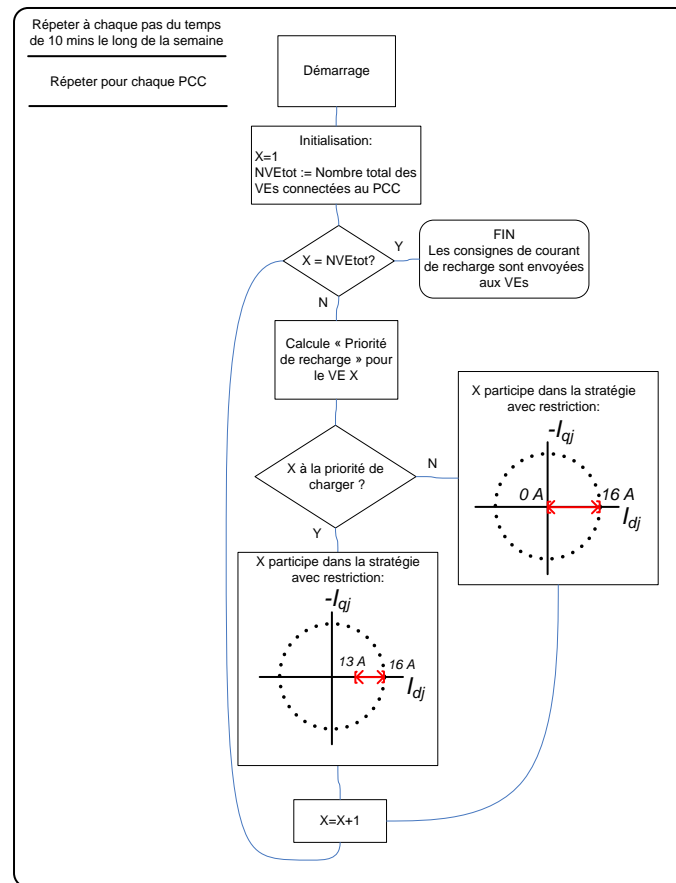 Répeter à chaque pas du temps
de 10 mins le long de la semaine
Répeter pour chaque PCC
Démarrage
Initialisation:
X=1
NVEtot := Nombre total des
VEs connectées au PCC
X = NVEtot?
Y
FIN
Les consignes de courant
de recharge sont envoyées
aux VEs
N
Calcule « Priorité
de recharge » pour
le VE X
X à la priorité de
charger ?
N
X participe dans la stratégie
avec restriction:
-Iqj
0 A
16 A
Idj
Y
X participe dans la stratégie
avec restriction:
-Iqj
13 A
16 A
Idj
X=X+1